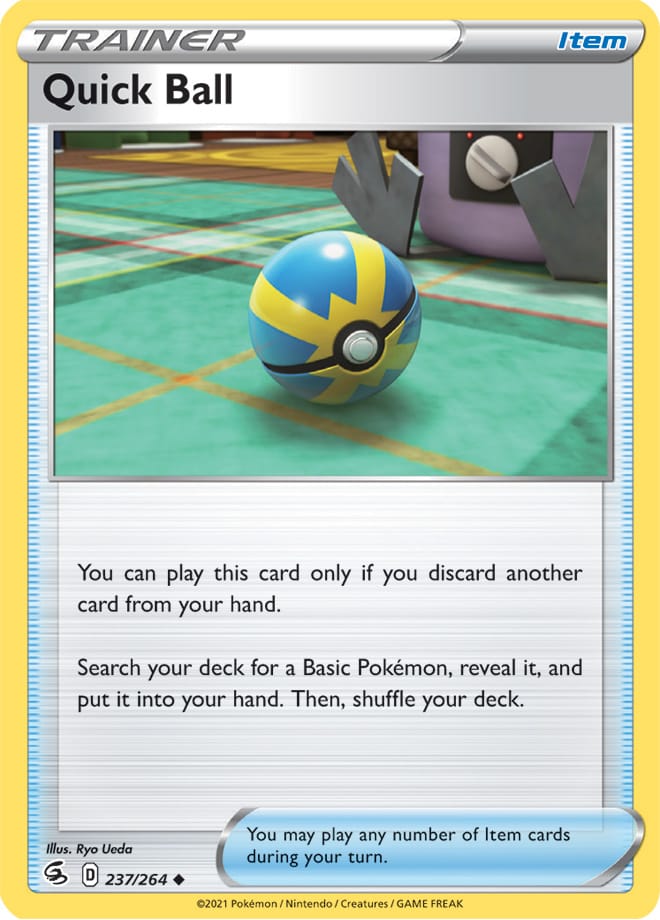 TRAINER
Item
Quick Ball
You can play this card only if you discard another
card from your hand.
Search your deck for a Basic Pokémon, reveal it, and
put it into your hand. Then, shuffle your deck.
You may play any number of Item cards
during your turn.
Illus. Ryo Ueda
D 237/264
©2021 Pokémon / Nintendo / Creatures / GAME FREAK